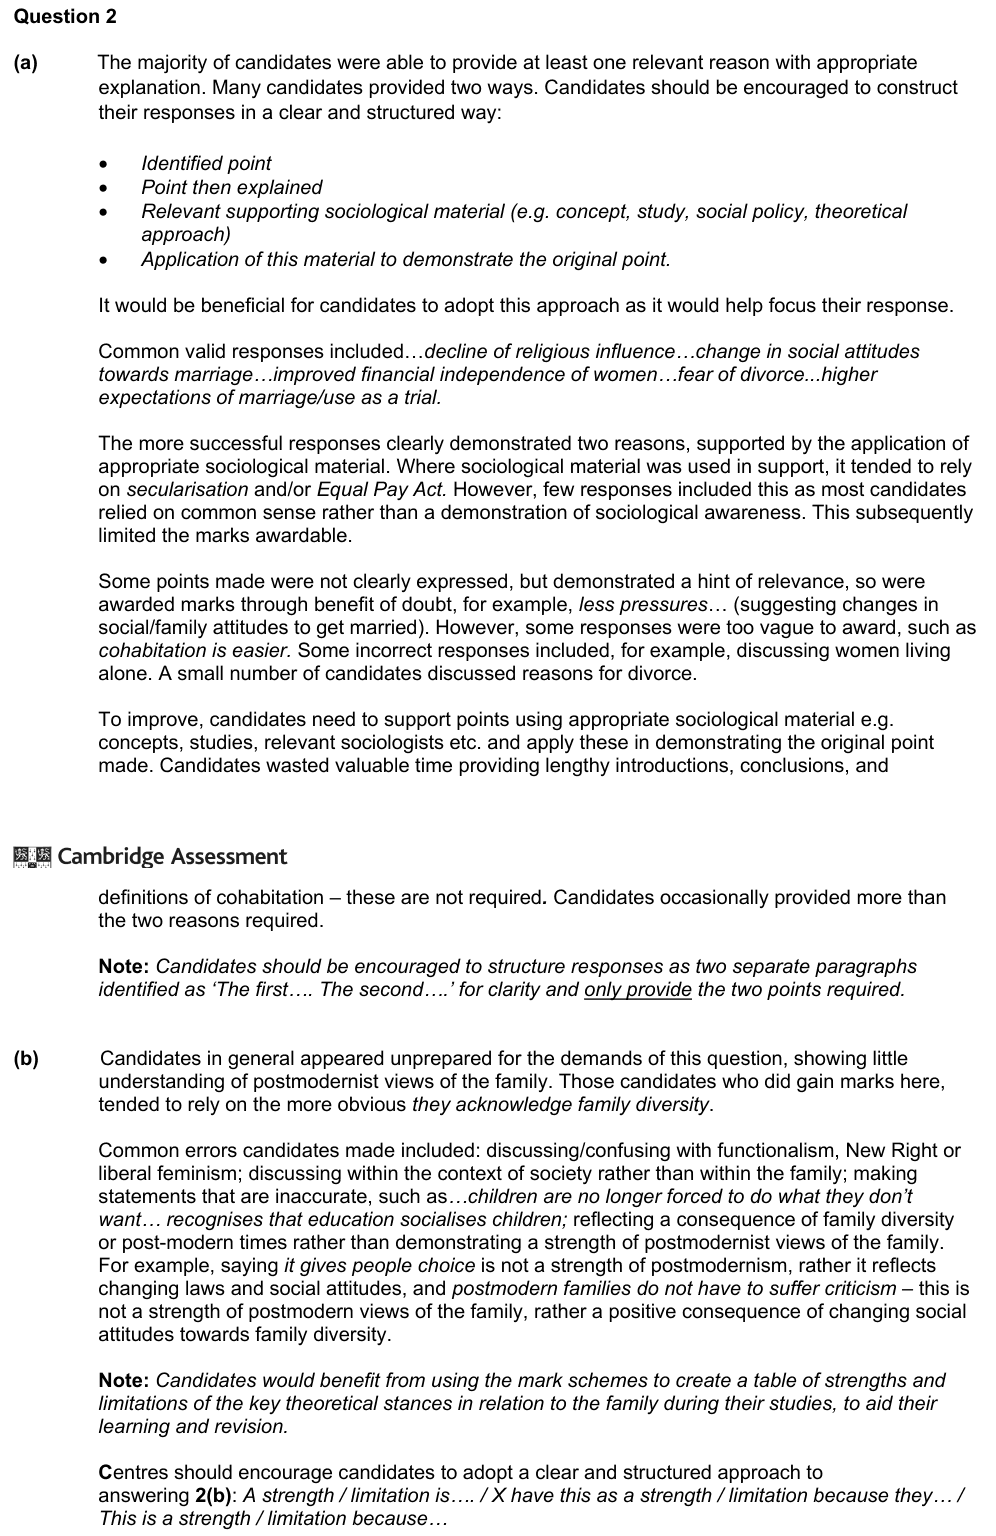 Question 2
(a) The majority of candidates were able to provide at least one relevant reason with appropriate
explanation. Many candidates provided two ways. Candidates should be encouraged to construct
their responses in a clear and structured way:
• Identified point
• Point then explained
• Relevant supporting sociological material (e.g. concept, study, social policy, theoretical
approach)
• Application of this material to demonstrate the original point.
It would be beneficial for candidates to adopt this approach as it would help focus their response.
Common valid responses included…decline of religious influence…change in social attitudes
towards marriage…improved financial independence of women…fear of divorce...higher
expectations of marriage/use as a trial.
The more successful responses clearly demonstrated two reasons, supported by the application of
appropriate sociological material. Where sociological material was used in support, it tended to rely
on secularisation and/or Equal Pay Act. However, few responses included this as most candidates
relied on common sense rather than a demonstration of sociological awareness. This subsequently
limited the marks awardable.
Some points made were not clearly expressed, but demonstrated a hint of relevance, so were
awarded marks through benefit of doubt, for example, less pressures… (suggesting changes in
social/family attitudes to get married). However, some responses were too vague to award, such as
cohabitation is easier. Some incorrect responses included, for example, discussing women living
alone. A small number of candidates discussed reasons for divorce.
To improve, candidates need to support points using appropriate sociological material e.g.
concepts, studies, relevant sociologists etc. and apply these in demonstrating the original point
made. Candidates wasted valuable time providing lengthy introductions, conclusions, and
Cambridge Assessment
definitions of cohabitation – these are not required. Candidates occasionally provided more than
the two reasons required.
Note: Candidates should be encouraged to structure responses as two separate paragraphs
identified as ‘The first…. The second….’ for clarity and only provide the two points required.
(b) Candidates in general appeared unprepared for the demands of this question, showing little
understanding of postmodernist views of the family. Those candidates who did gain marks here,
tended to rely on the more obvious they acknowledge family diversity.
Common errors candidates made included: discussing/confusing with functionalism, New Right or
liberal feminism; discussing within the context of society rather than within the family; making
statements that are inaccurate, such as…children are no longer forced to do what they don’t
want… recognises that education socialises children; reflecting a consequence of family diversity
or post-modern times rather than demonstrating a strength of postmodernist views of the family.
For example, saying it gives people choice is not a strength of postmodernism, rather it reflects
changing laws and social attitudes, and postmodern families do not have to suffer criticism – this is
not a strength of postmodern views of the family, rather a positive consequence of changing social
attitudes towards family diversity.
Note: Candidates would benefit from using the mark schemes to create a table of strengths and
limitations of the key theoretical stances in relation to the family during their studies, to aid their
learning and revision.
Centres should encourage candidates to adopt a clear and structured approach to
answering 2(b): A strength / limitation is…. / X have this as a strength / limitation because they… /
This is a strength / limitation because…